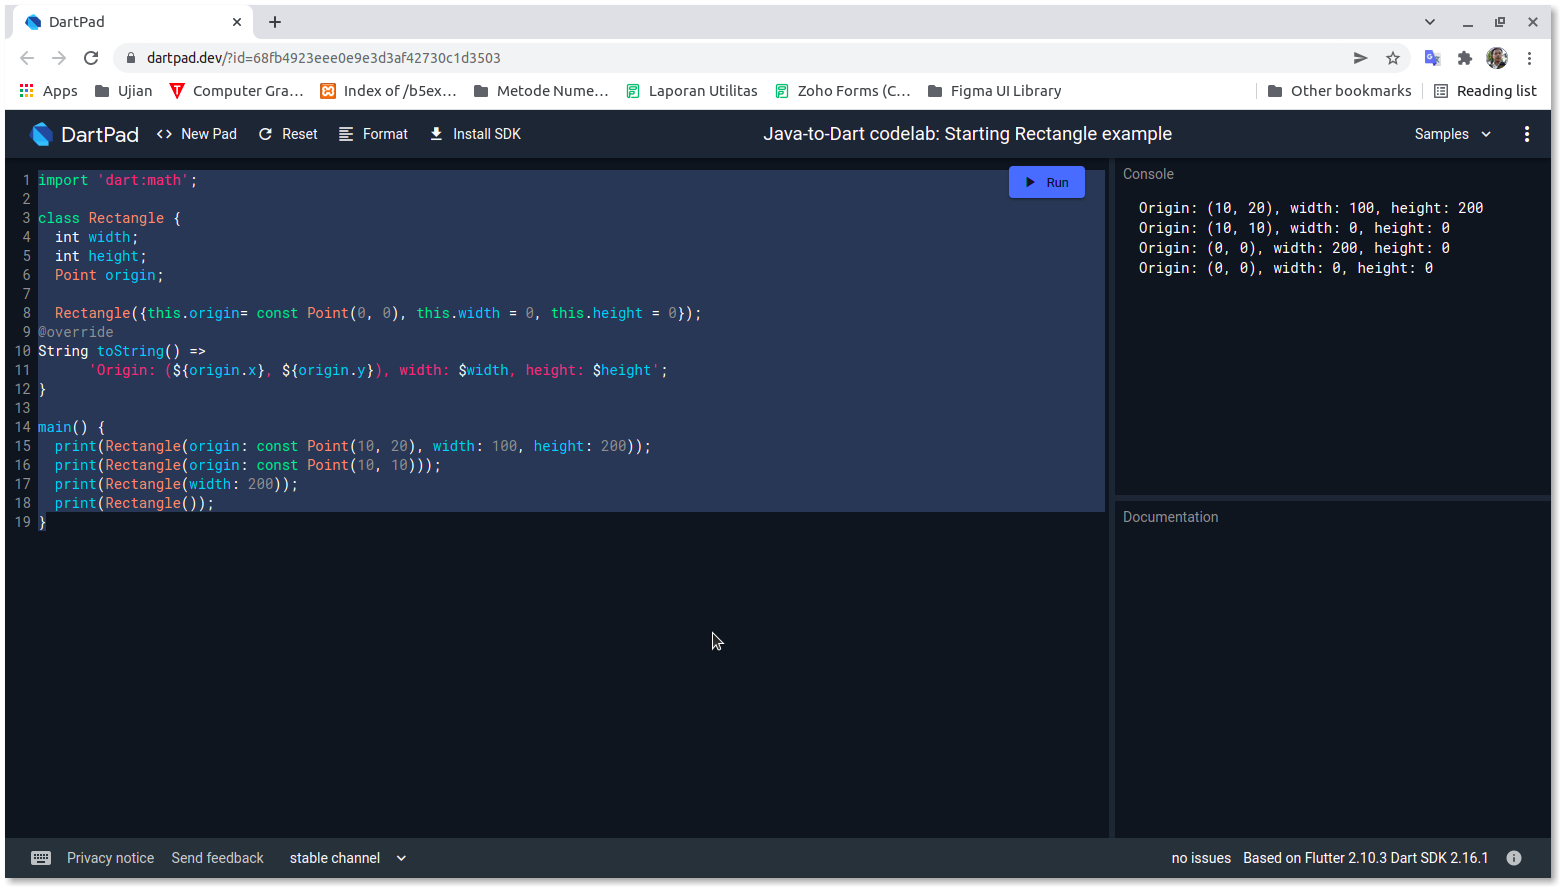 DartPad
dartpad.dev/?id=68fb4923eee0e9e3d3af42730c1d3503
Apps Ujian Computer Gra... Index of /b5ex... Metode Nume... Laporan Utilitas Zoho Forms (C... Figma UI Library Other bookmarks Reading list
DartPad <> New Pad Reset Format Install SDK Java-to-Dart codelab: Starting Rectangle example Samples
Run
1 import 'dart:math';
2
3 class Rectangle {
4   int width;
5   int height;
6   Point origin;
7
8   Rectangle({this.origin= const Point(0, 0), this.width = 0, this.height = 0});
9 @override
10 String toString() =>
11       'Origin: (${origin.x}, ${origin.y}), width: $width, height: $height';
12 }
13
14 main() {
15   print(Rectangle(origin: const Point(10, 20), width: 100, height: 200));
16   print(Rectangle(origin: const Point(10, 10)));
17   print(Rectangle(width: 200));
18   print(Rectangle());
19 }
Console
Origin: (10, 20), width: 100, height: 200
Origin: (10, 10), width: 0, height: 0
Origin: (0, 0), width: 200, height: 0
Origin: (0, 0), width: 0, height: 0
Documentation
Privacy notice Send feedback stable channel no issues Based on Flutter 2.10.3 Dart SDK 2.16.1